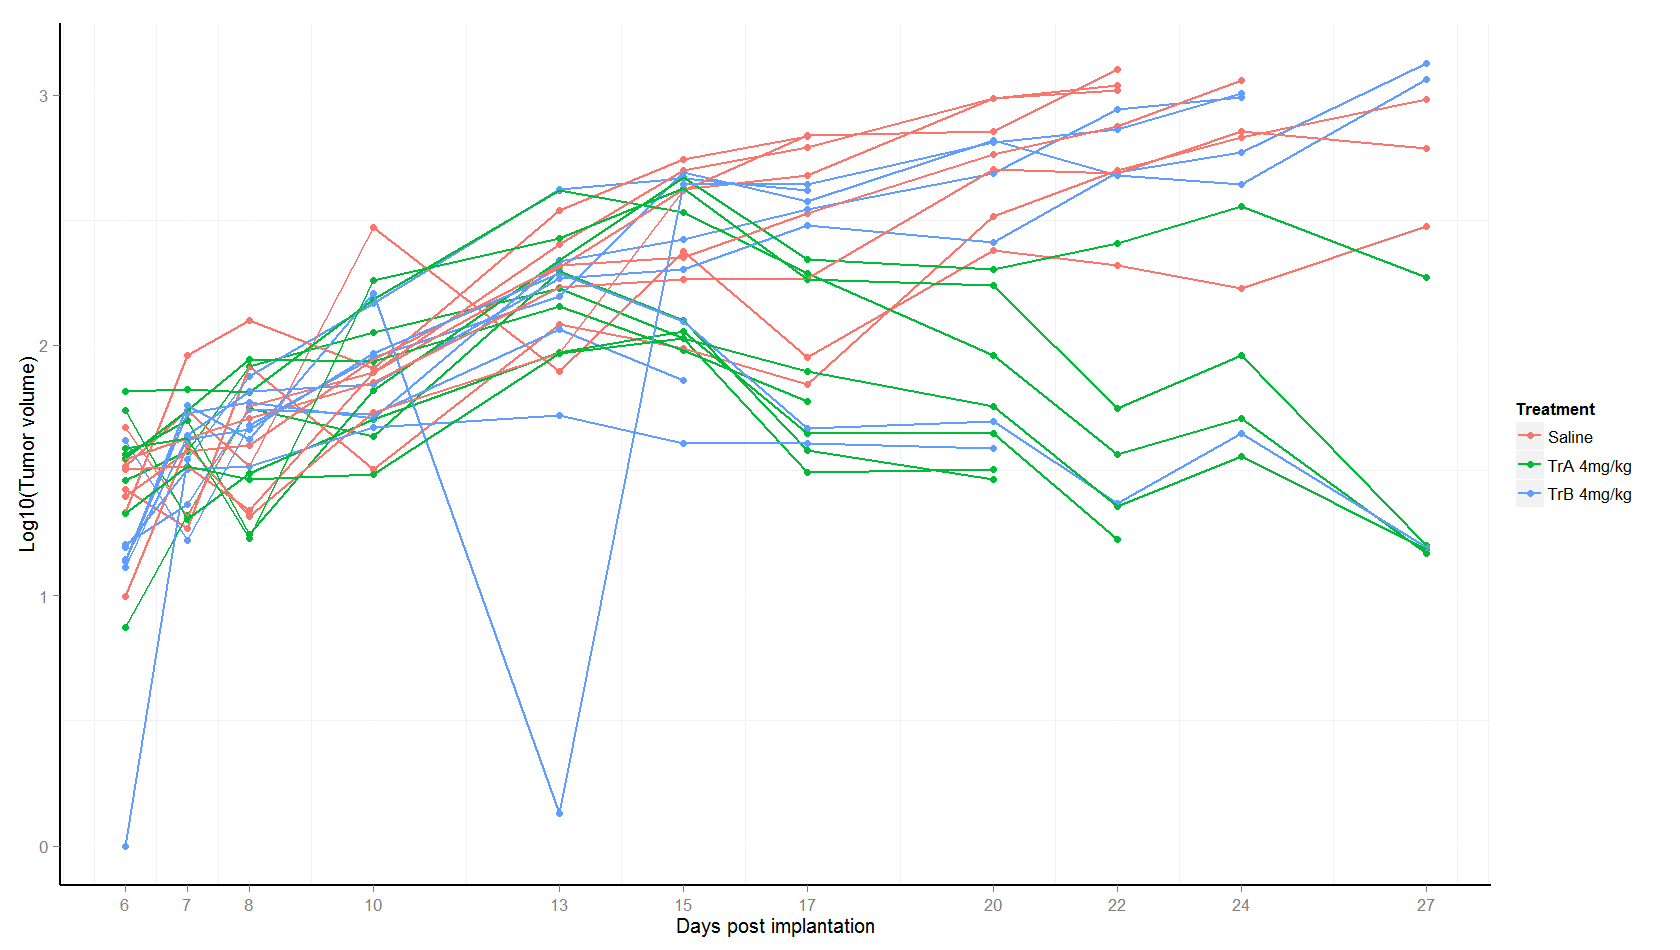 Log10(Tumor volume)
3
2
1
0
6 7 8 10 13 15 17 20 22 24 27
Days post implantation
Treatment
Saline
TrA 4mg/kg
TrB 4mg/kg